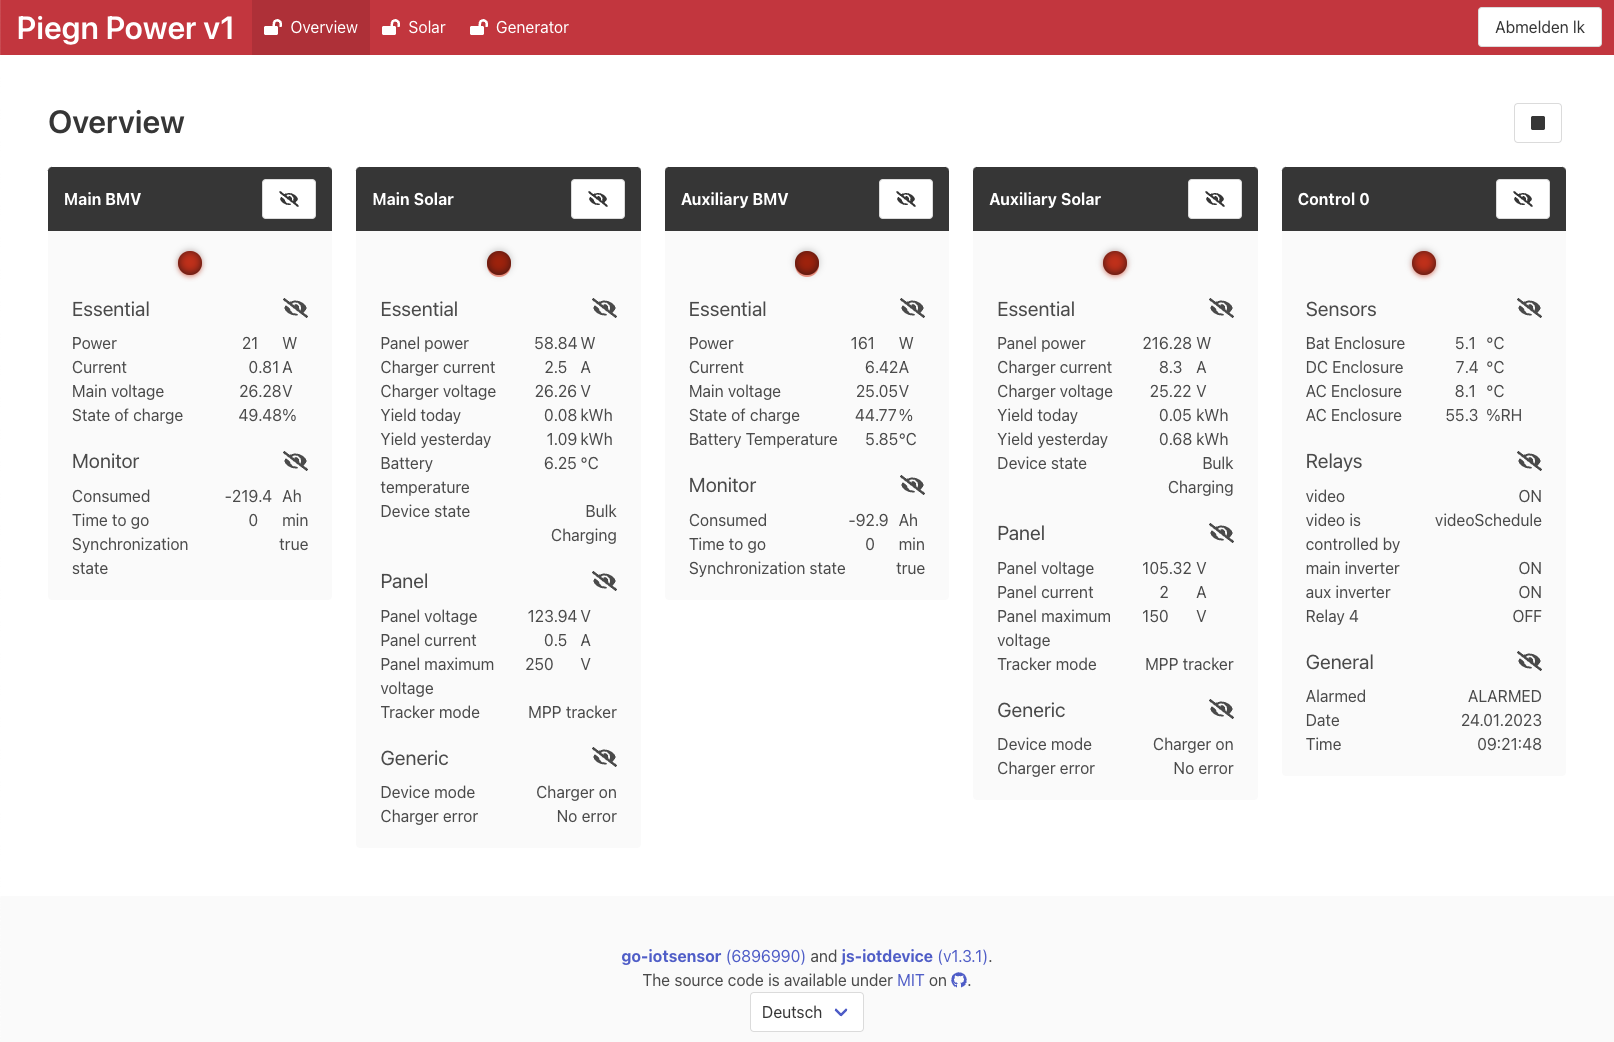 Piegn Power v1 Overview Solar Generator Abmelden lk
Overview
Main BMV
Essential
Power 21 W
Current 0.81 A
Main voltage 26.28 V
State of charge 49.48 %
Monitor
Consumed -219.4 Ah
Time to go 0 min
Synchronization true
state
Main Solar
Essential
Panel power 58.84 W
Charger current 2.5 A
Charger voltage 26.26 V
Yield today 0.08 kWh
Yield yesterday 1.09 kWh
Battery 6.25 °C
temperature
Device state Bulk
Charging
Panel
Panel voltage 123.94 V
Panel current 0.5 A
Panel maximum 250 V
voltage
Tracker mode MPP tracker
Generic
Device mode Charger on
Charger error No error
Auxiliary BMV
Essential
Power 161 W
Current 6.42 A
Main voltage 25.05 V
State of charge 44.77 %
Battery Temperature 5.85 °C
Monitor
Consumed -92.9 Ah
Time to go 0 min
Synchronization state true
Auxiliary Solar
Essential
Panel power 216.28 W
Charger current 8.3 A
Charger voltage 25.22 V
Yield today 0.05 kWh
Yield yesterday 0.68 kWh
Device state Bulk
Charging
Panel
Panel voltage 105.32 V
Panel current 2 A
Panel maximum 150 V
voltage
Tracker mode MPP tracker
Generic
Device mode Charger on
Charger error No error
Control 0
Sensors
Bat Enclosure 5.1 °C
DC Enclosure 7.4 °C
AC Enclosure 8.1 °C
AC Enclosure 55.3 %RH
Relays
video ON
video is videoSchedule
controlled by
main inverter ON
aux inverter ON
Relay 4 OFF
General
Alarmed ALARMED
Date 24.01.2023
Time 09:21:48
go-iotsensor (6896990) and js-iotdevice (v1.3.1).
The source code is available under MIT on .
Deutsch